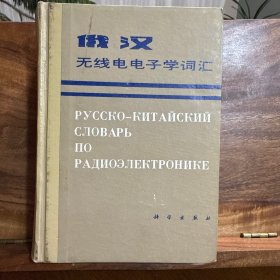 俄汉
无线电电子学词汇
РУССКО-КИТАЙСКИЙ
СЛОВАРЬ
ПО
РАДИОЭЛЕКТРОНИКЕ
科学出版社